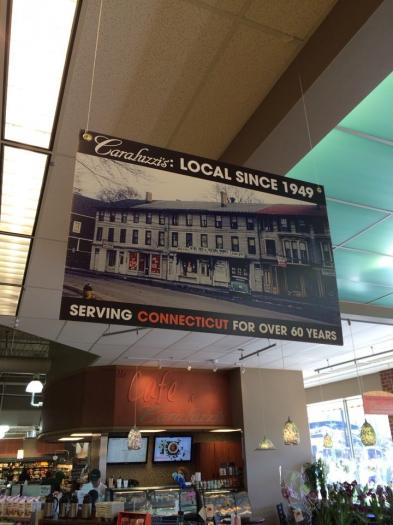 Caraluzzi's: LOCAL SINCE 1949
SERVING CONNECTICUT FOR OVER 60 YEARS
Cafe